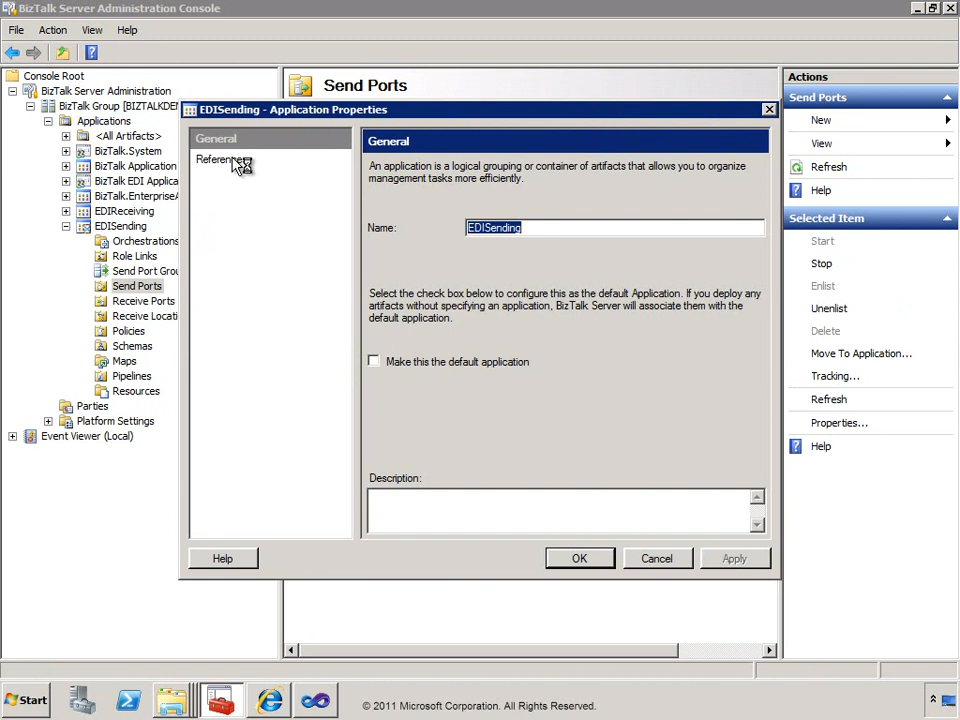 BizTalk Server Administration Console
File Action View Help
Console Root
BizTalk Server Administration
BizTalk Group [BIZTALKDEM
Applications
<All Artifacts>
BizTalk.System
BizTalk Application
BizTalk EDI Applica
BizTalk.EnterpriseA
EDIReceiving
EDISending
Orchestrations
Role Links
Send Port Grou
Send Ports
Receive Ports
Receive Locati
Policies
Schemas
Maps
Pipelines
Resources
Parties
Platform Settings
Event Viewer (Local)
Send Ports
EDISending - Application Properties
General
References
General
An application is a logical grouping or container of artifacts that allows you to organize
management tasks more efficiently.
Name:
EDISending
Select the check box below to configure this as the default Application. If you deploy any
artifacts without specifying an application, BizTalk Server will associate them with the
default application.
Make this the default application
Description:
Help
OK
Cancel
Apply
Actions
Send Ports
New
View
Refresh
Help
Selected Item
Start
Stop
Enlist
Unenlist
Delete
Move To Application...
Tracking...
Refresh
Properties...
Help
Start
© 2011 Microsoft Corporation. All Rights Reserved.